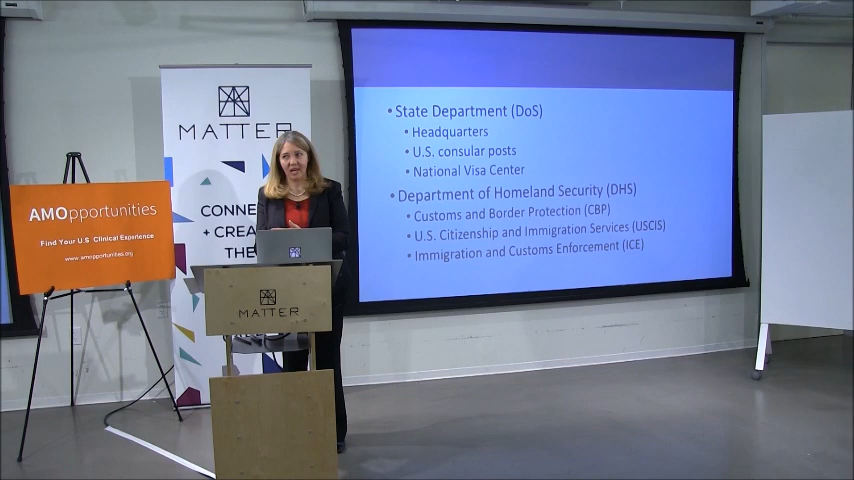 AMOpportunities
Find Your U.S Clinical Experience
www.amopportunities.org
MATTER
CONNE
+ CREA
THE
MATTER
• State Department (DoS)
• Headquarters
• U.S. consular posts
• National Visa Center
• Department of Homeland Security (DHS)
• Customs and Border Protection (CBP)
• U.S. Citizenship and Immigration Services (USCIS)
• Immigration and Customs Enforcement (ICE)